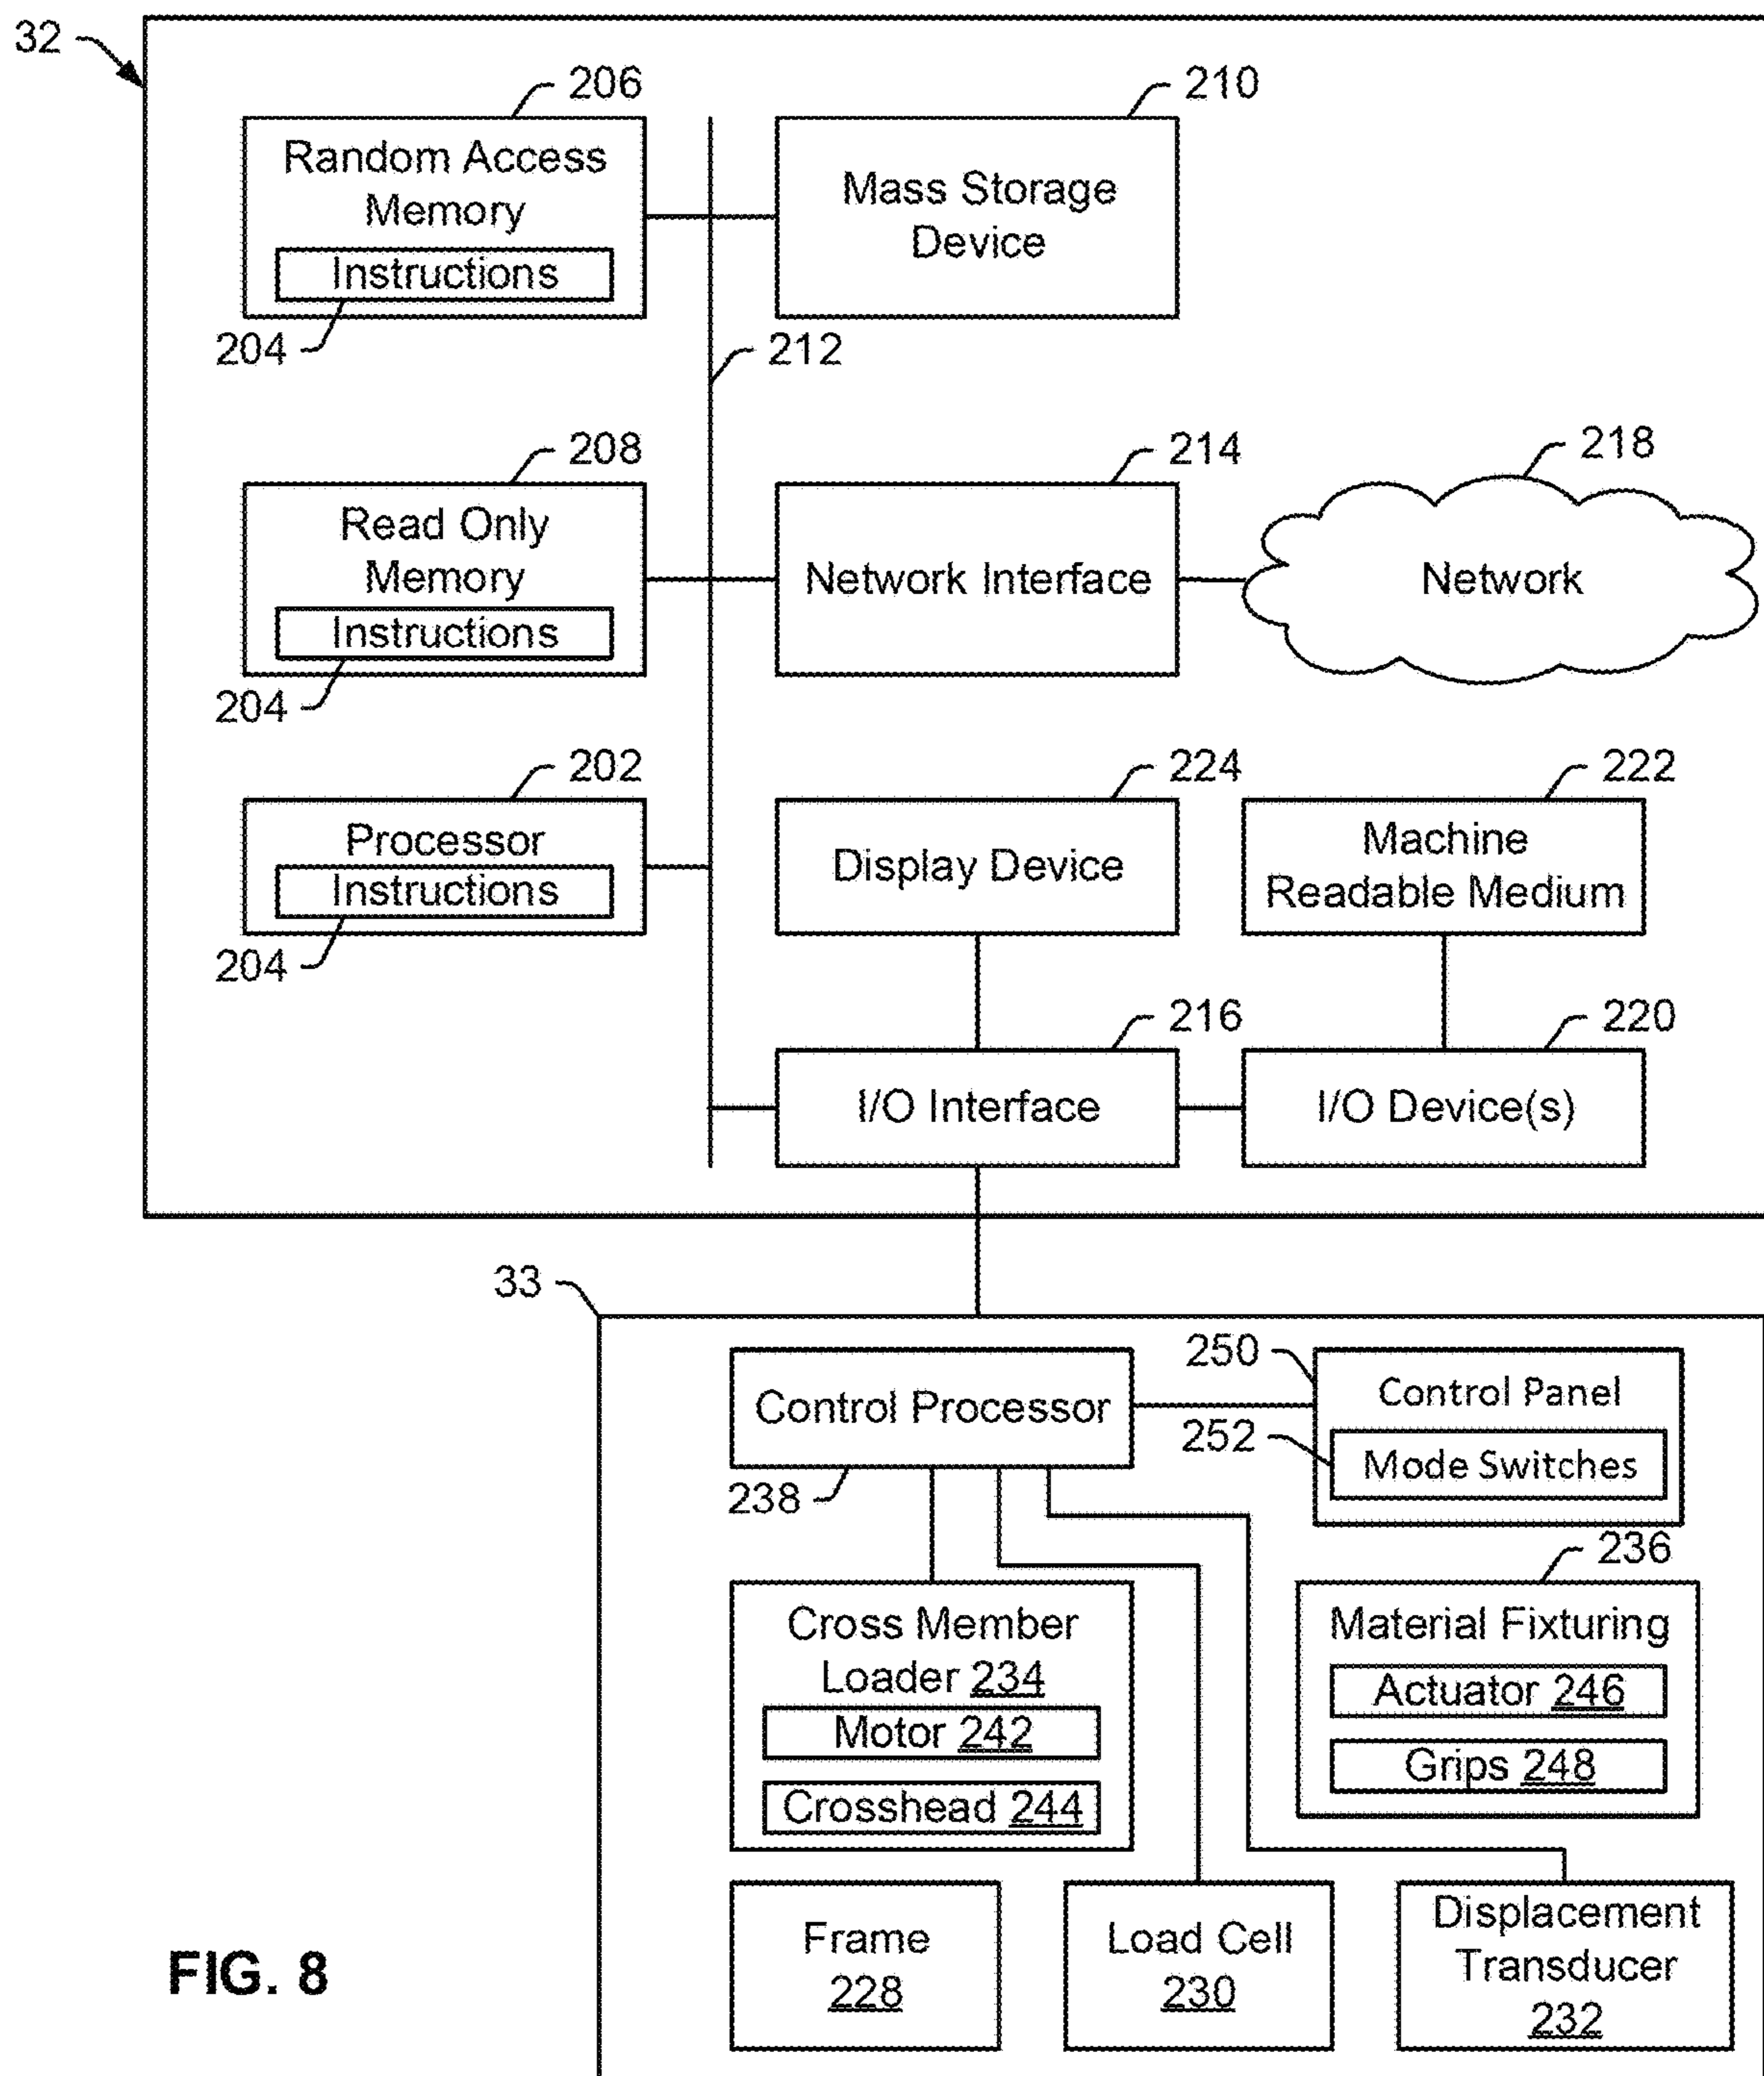 32
206
210
Random Access
Memory
Instructions
Mass Storage
Device
204
212
208
214
218
Read Only
Memory
Instructions
Network Interface
Network
204
202
224
222
Processor
Instructions
Display Device
Machine
Readable Medium
204
216
220
I/O Interface
I/O Device(s)
33
Control Processor
250
Control Panel
252
Mode Switches
238
236
Cross Member
Loader 234
Motor 242
Crosshead 244
Material Fixturing
Actuator 246
Grips 248
Frame
228
Load Cell
230
Displacement
Transducer
232
FIG. 8